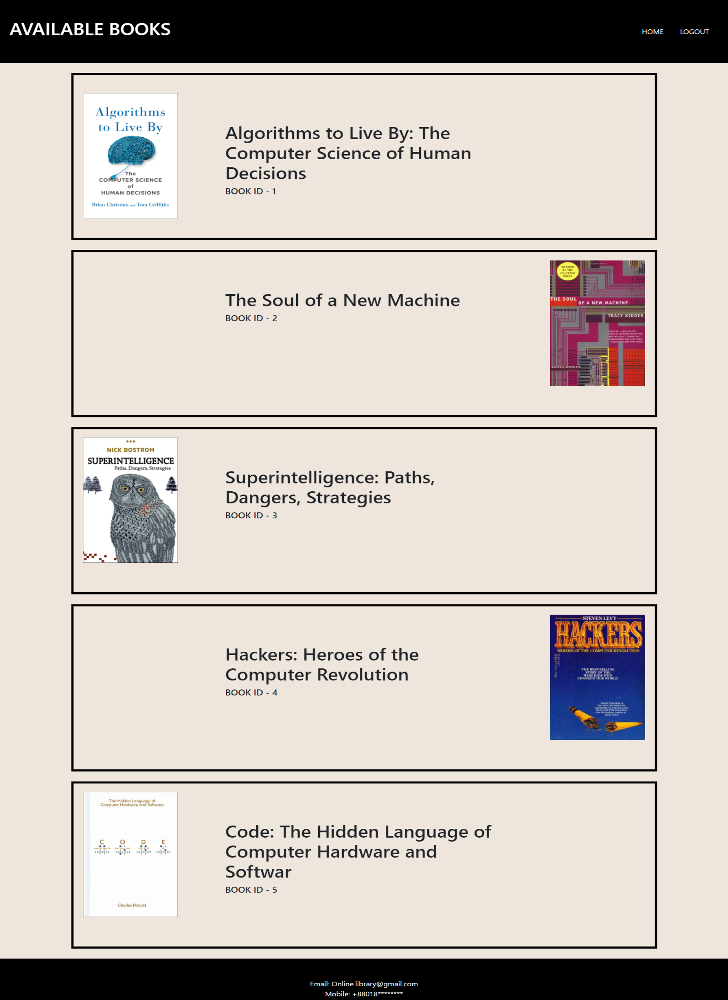 AVAILABLE BOOKS
HOME LOGOUT
Algorithms
to Live By
The
COMPUTER SCIENCE
of
HUMAN DECISIONS
Brian Christian and Tom Griffiths
Algorithms to Live By: The
Computer Science of Human
Decisions
BOOK ID - 1
The Soul of a New Machine
BOOK ID - 2
WINNER
OF THE
PULITZER
PRIZE
THE SOUL
OF A NEW MACHINE
TRACY KIDDER
NATIONAL BESTSELLER
NICK BOSTROM
SUPERINTELLIGENCE
Paths, Dangers, Strategies
Superintelligence: Paths,
Dangers, Strategies
BOOK ID - 3
Hackers: Heroes of the
Computer Revolution
BOOK ID - 4
STEVEN LEVY
HACKERS
HEROES OF THE COMPUTER REVOLUTION
THE BEST-SELLING
STORY OF THE
WHIZ KIDS WHO
CHANGED OUR WORLD
The Hidden Language of
Computer Hardware and Software
C O D E
1000011 1001111 1000100 1000101
Charles Petzold
Code: The Hidden Language of
Computer Hardware and
Softwar
BOOK ID - 5
Email: Online.library@gmail.com
Mobile: +88018********